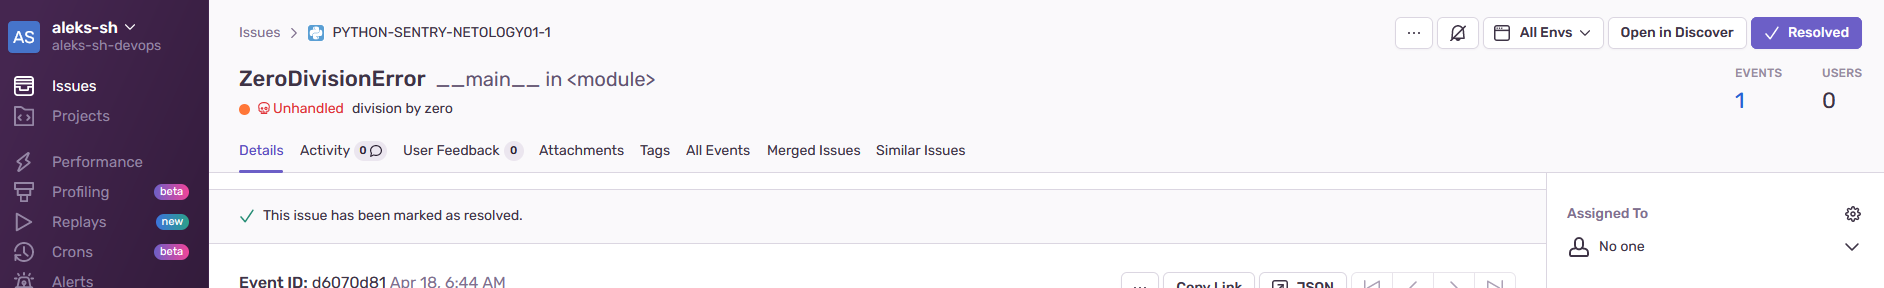 AS
aleks-sh
aleks-sh-devops
Issues
Projects
Performance
Profiling beta
Replays new
Crons beta
Alerts
Issues > PYTHON-SENTRY-NETOLOGY01-1
... All Envs Open in Discover Resolved
ZeroDivisionError __main__ in <module>
EVENTS USERS
1 0
Unhandled division by zero
Details Activity 0 User Feedback 0 Attachments Tags All Events Merged Issues Similar Issues
This issue has been marked as resolved.
Assigned To
No one
Event ID: d6070d81 Apr 18, 6:44 AM
... Copy Link JSON